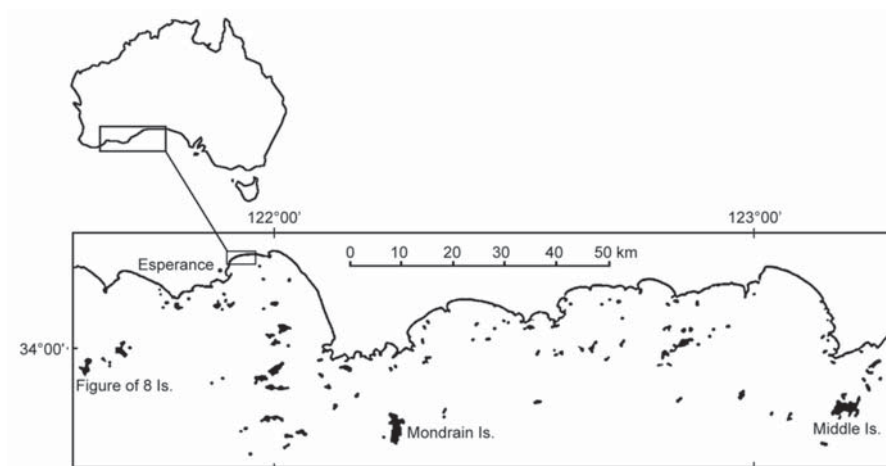 122°00'
123°00'
Esperance
0 10 20 30 40 50 km
34°00'
Figure of 8 Is.
Mondrain Is.
Middle Is.